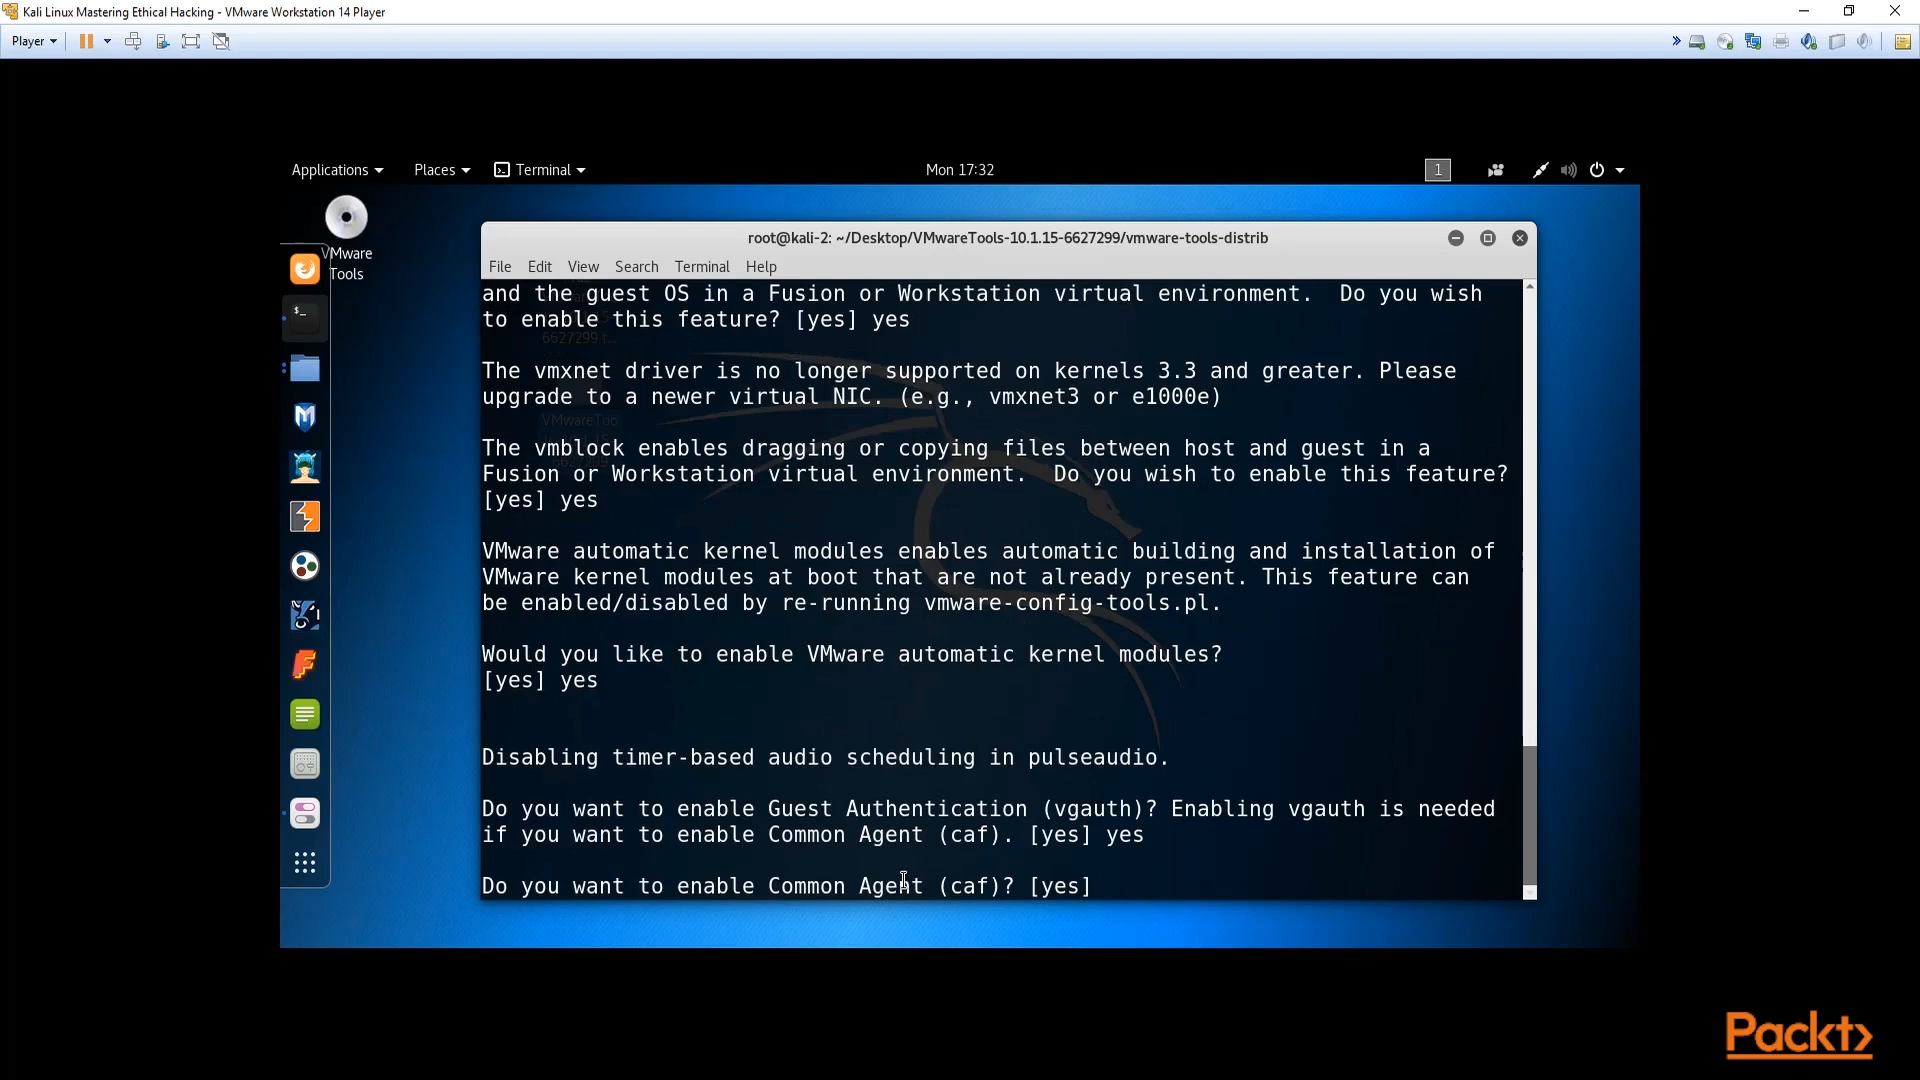 Kali Linux Mastering Ethical Hacking - VMware Workstation 14 Player
Player
Applications
Places
Terminal
Mon 17:32
1
VMware
Tools
root@kali-2: ~/Desktop/VMwareTools-10.1.15-6627299/vmware-tools-distrib
File Edit View Search Terminal Help
and the guest OS in a Fusion or Workstation virtual environment.  Do you wish
to enable this feature? [yes] yes
6627299.t...
The vmxnet driver is no longer supported on kernels 3.3 and greater. Please
upgrade to a newer virtual NIC. (e.g., vmxnet3 or e1000e)
VMwareToo
The vmblock enables dragging or copying files between host and guest in a
Fusion or Workstation virtual environment.  Do you wish to enable this feature?
[yes] yes
VMware automatic kernel modules enables automatic building and installation of
VMware kernel modules at boot that are not already present. This feature can
be enabled/disabled by re-running vmware-config-tools.pl.
Would you like to enable VMware automatic kernel modules?
[yes] yes
Disabling timer-based audio scheduling in pulseaudio.
Do you want to enable Guest Authentication (vgauth)? Enabling vgauth is needed
if you want to enable Common Agent (caf). [yes] yes
Do you want to enable Common Agent (caf)? [yes]
Packt>